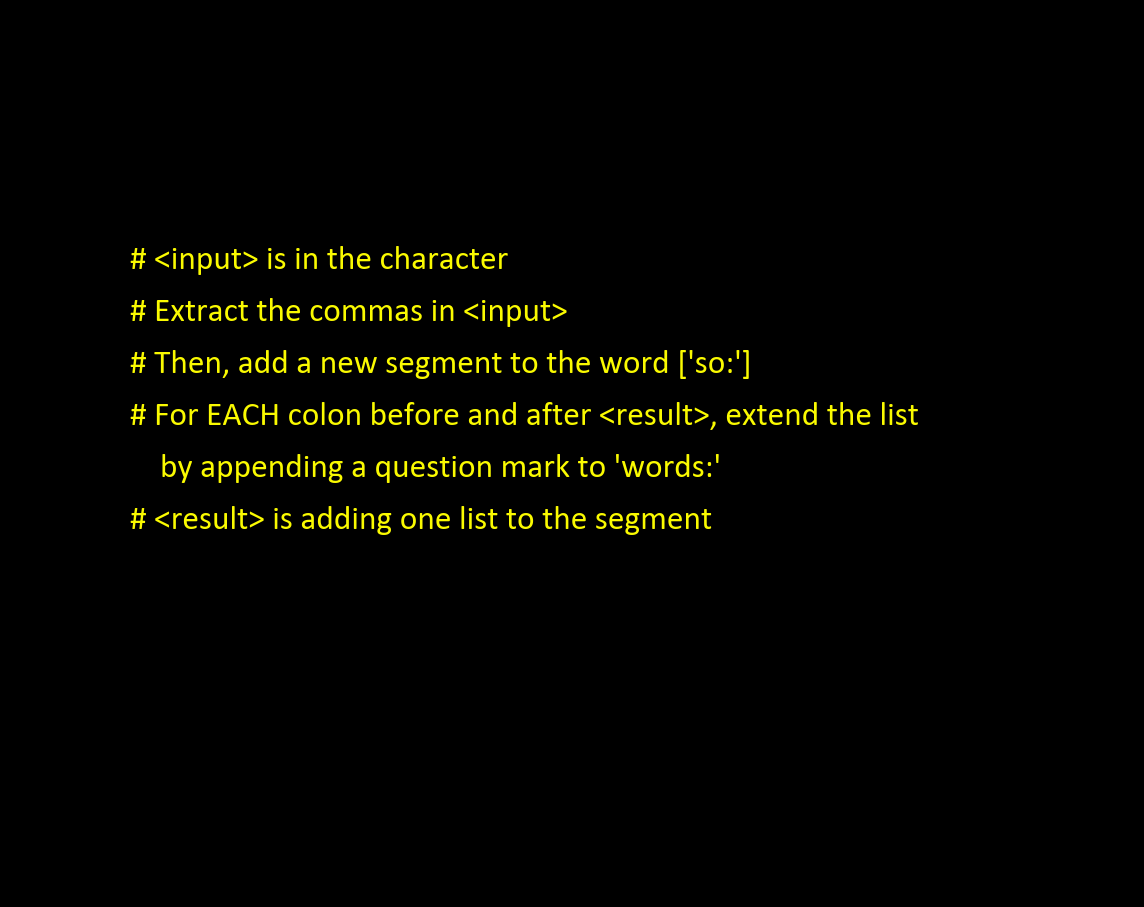 # <input> is in the character
# Extract the commas in <input>
# Then, add a new segment to the word ['so:']
# For EACH colon before and after <result>, extend the list
by appending a question mark to 'words:'
# <result> is adding one list to the segment